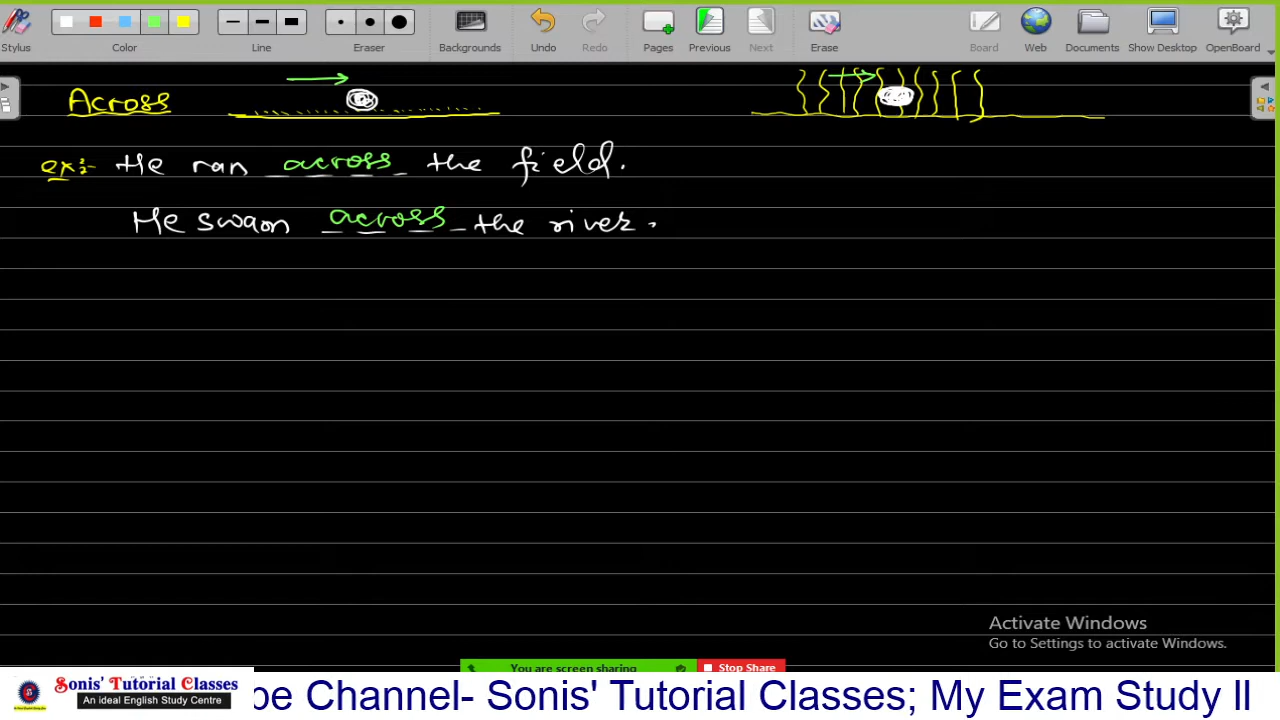 Stylus Color Line Eraser Backgrounds Undo Redo Pages Previous Next Erase Board Web Documents Show Desktop OpenBoard
Across
ex:- He ran across the field.
He swam across the river.
Activate Windows
Go to Settings to activate Windows.
You are screen sharing Stop Share
Sonis' Tutorial Classes
An ideal English Study Centre
be Channel- Sonis' Tutorial Classes; My Exam Study II